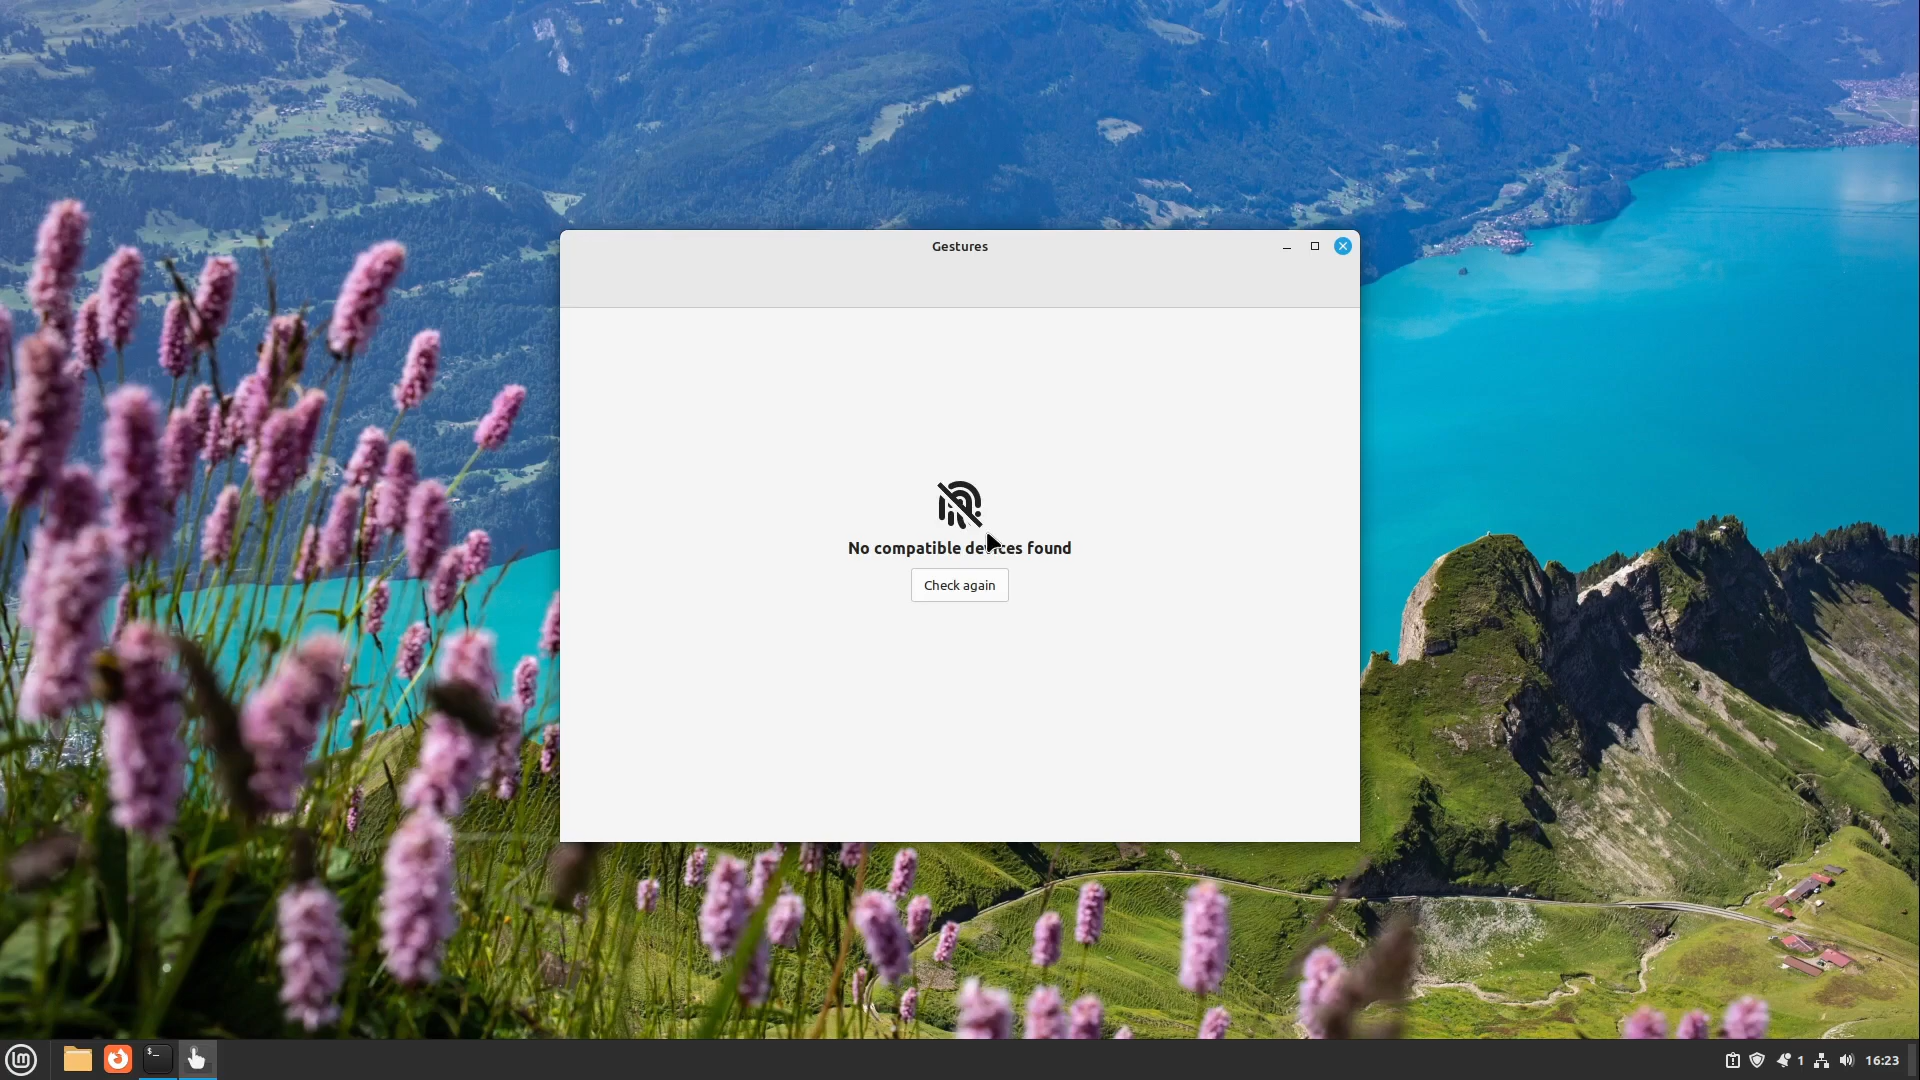 Gestures
No compatible devices found
Check again
$_
1
16:23